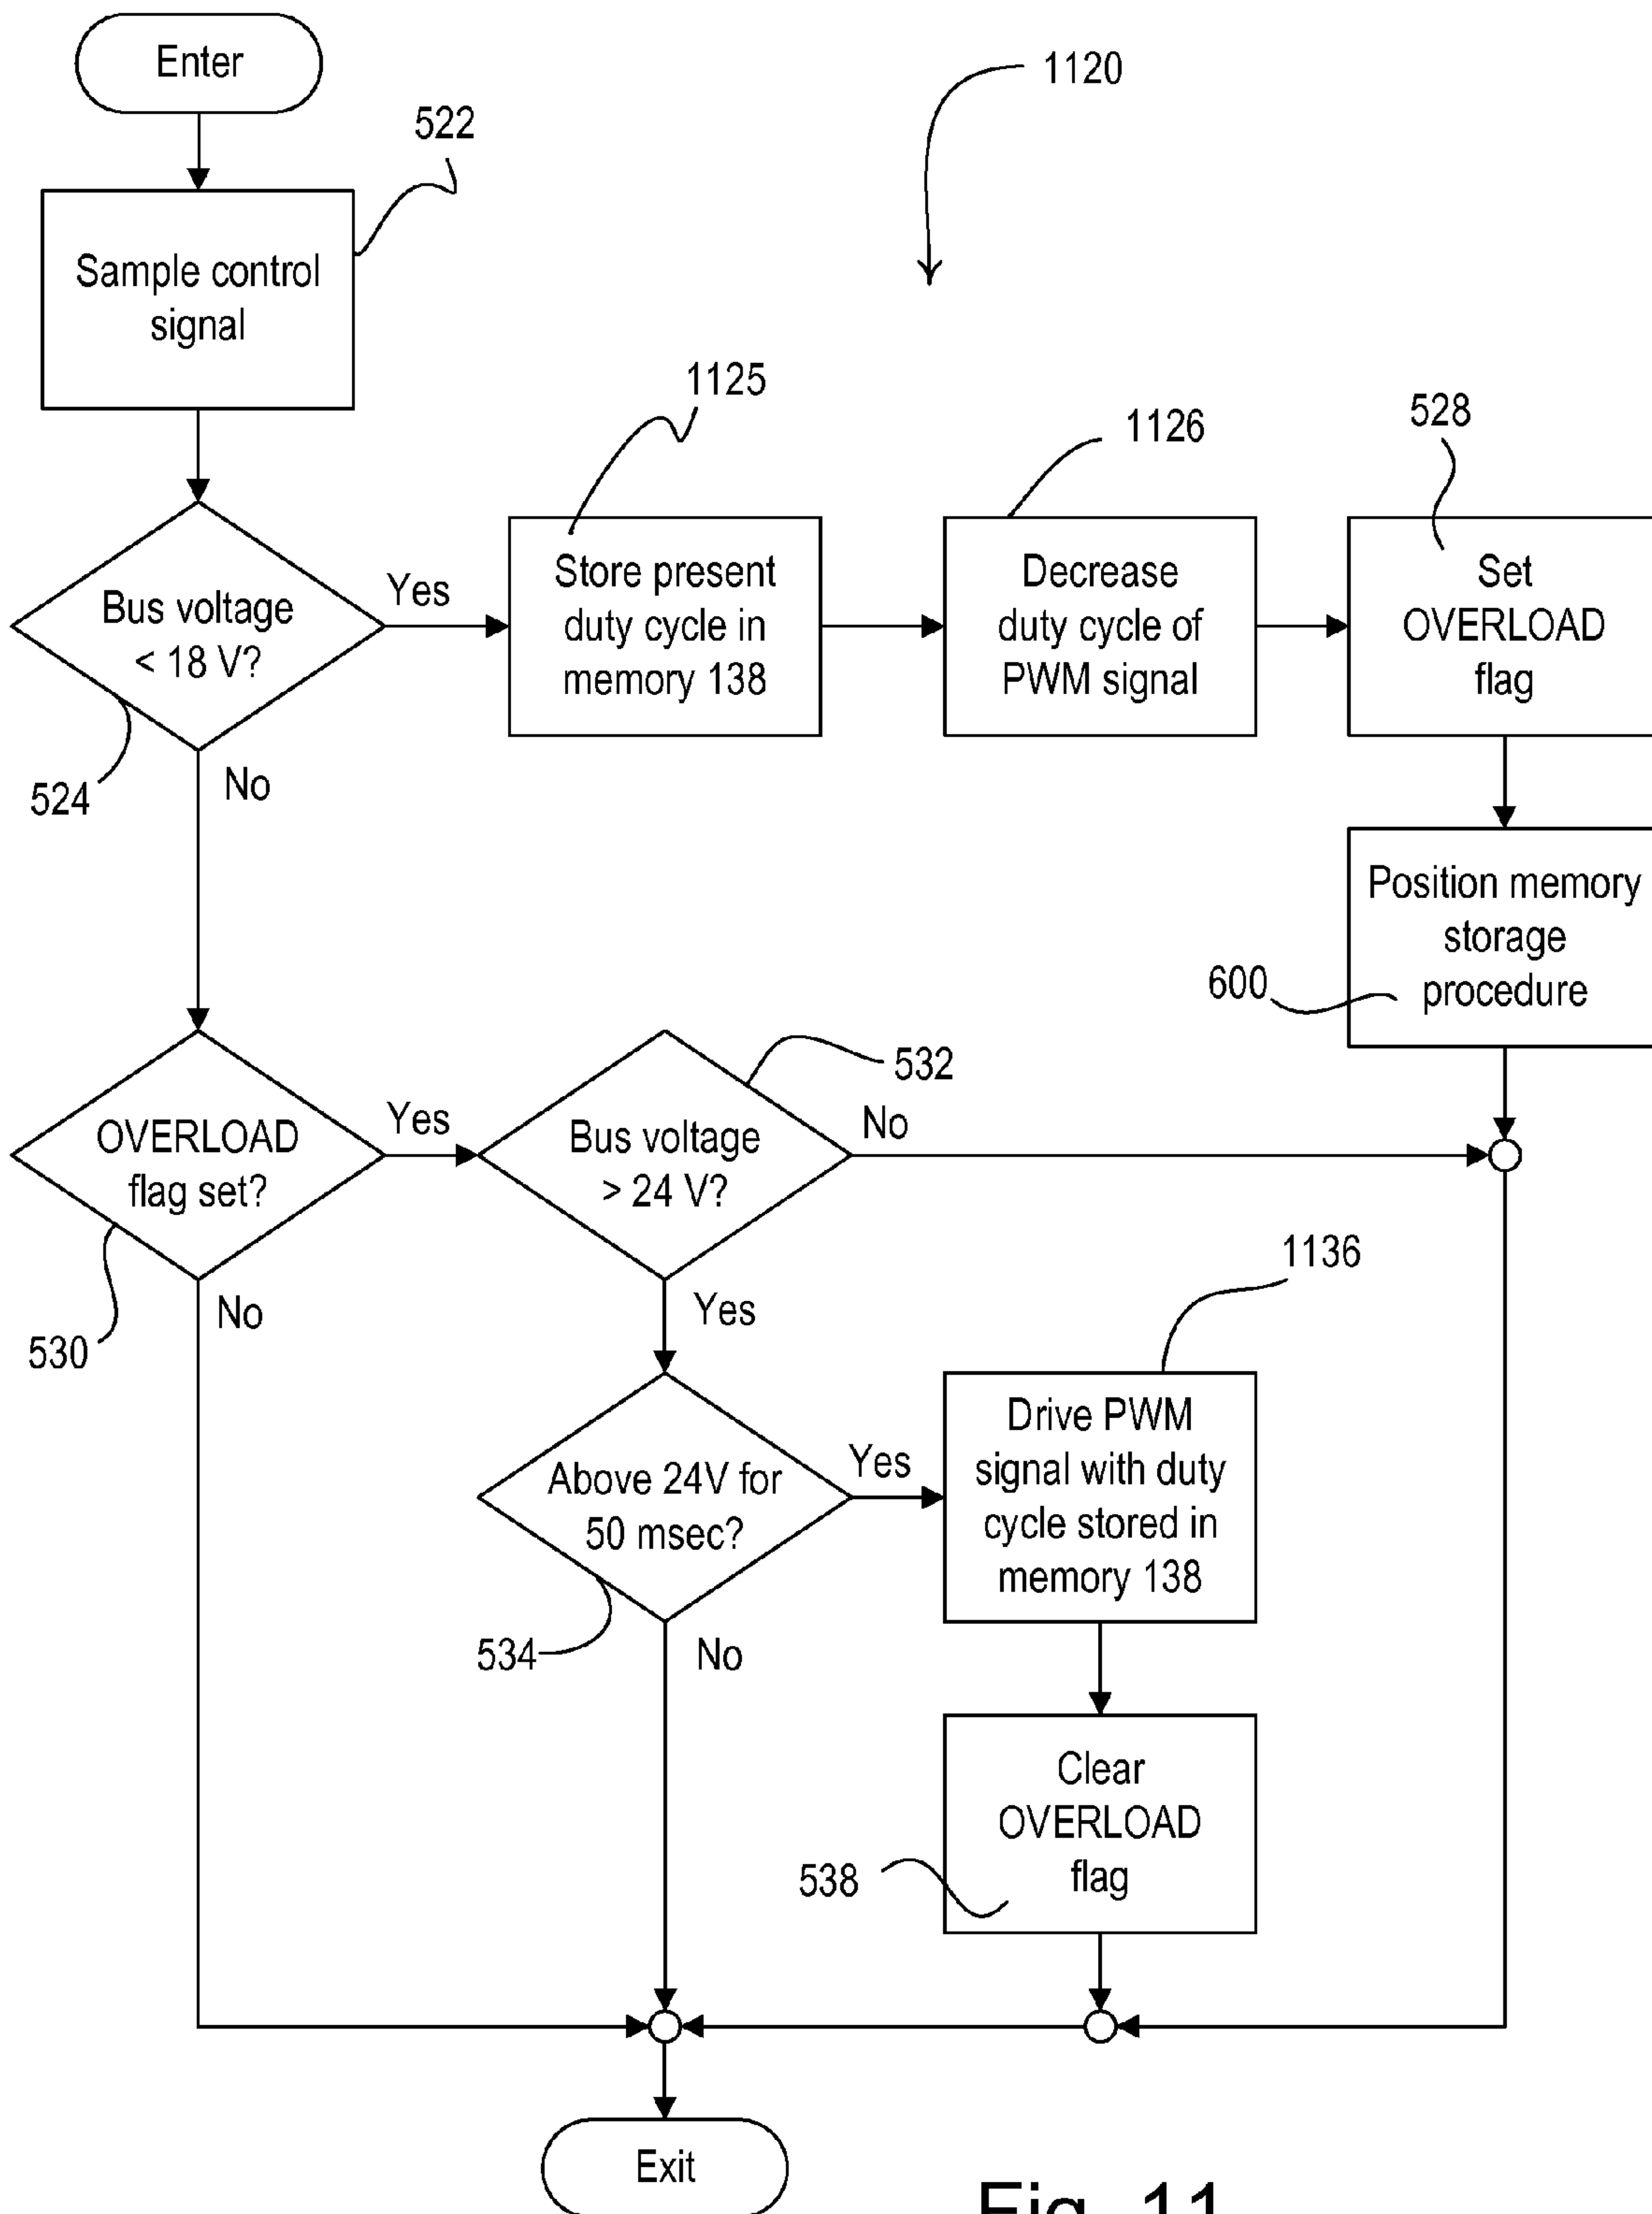 Enter
1120
522
Sample control
signal
1125
1126
528
Bus voltage
< 18 V?
Yes
Store present
duty cycle in
memory 138
Decrease
duty cycle of
PWM signal
Set
OVERLOAD
flag
524
No
Position memory
storage
procedure
600
OVERLOAD
flag set?
Yes
Bus voltage
> 24 V?
532
No
530
No
Yes
1136
Above 24V for
50 msec?
Yes
Drive PWM
signal with duty
cycle stored in
memory 138
534
No
Clear
OVERLOAD
flag
538
Exit
Fig. 11